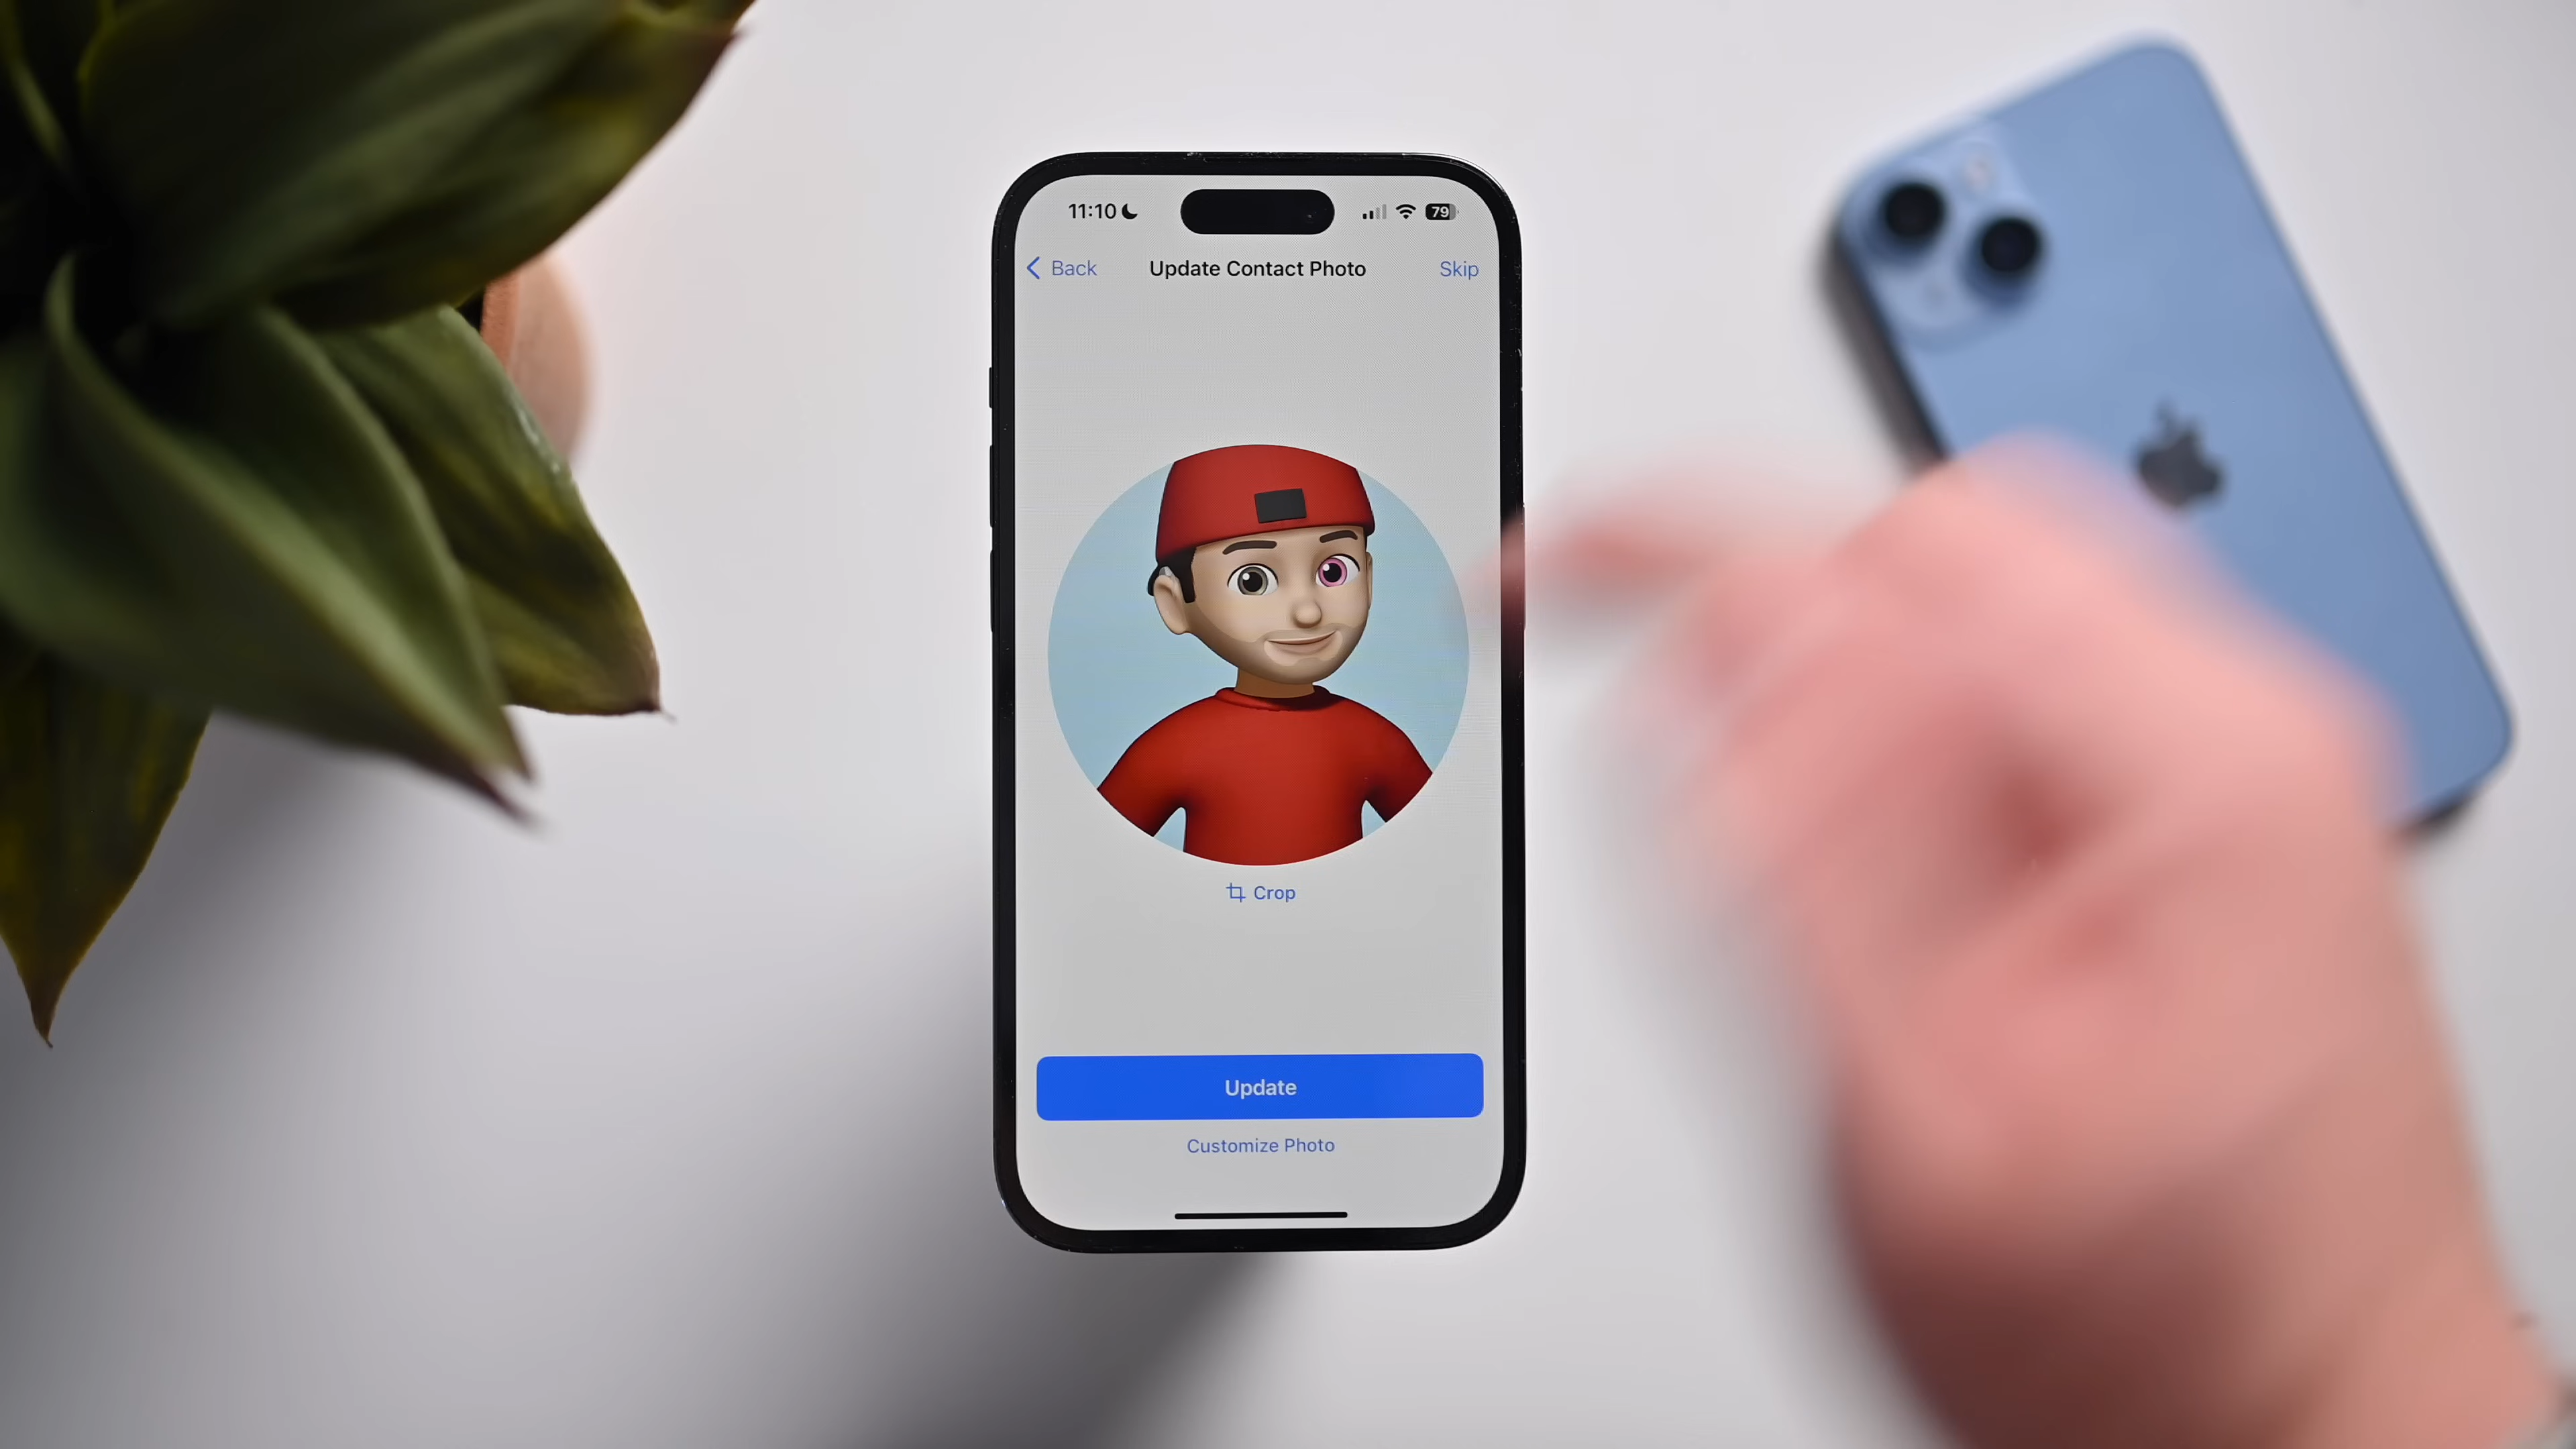 11:10
79
Back
Update Contact Photo
Skip
Crop
Update
Customize Photo